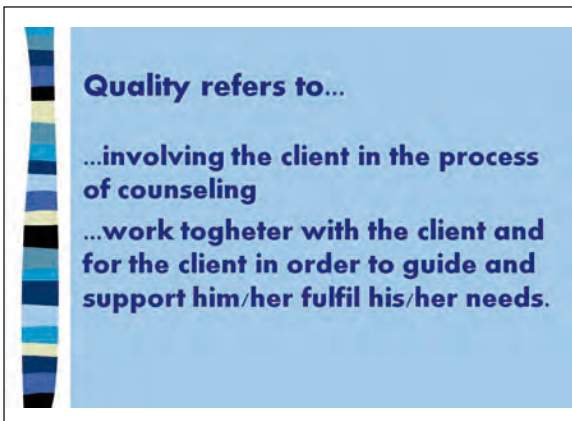 Quality refers to...
...involving the client in the process
of counseling
...work togheter with the client and
for the client in order to guide and
support him/her fulfil his/her needs.